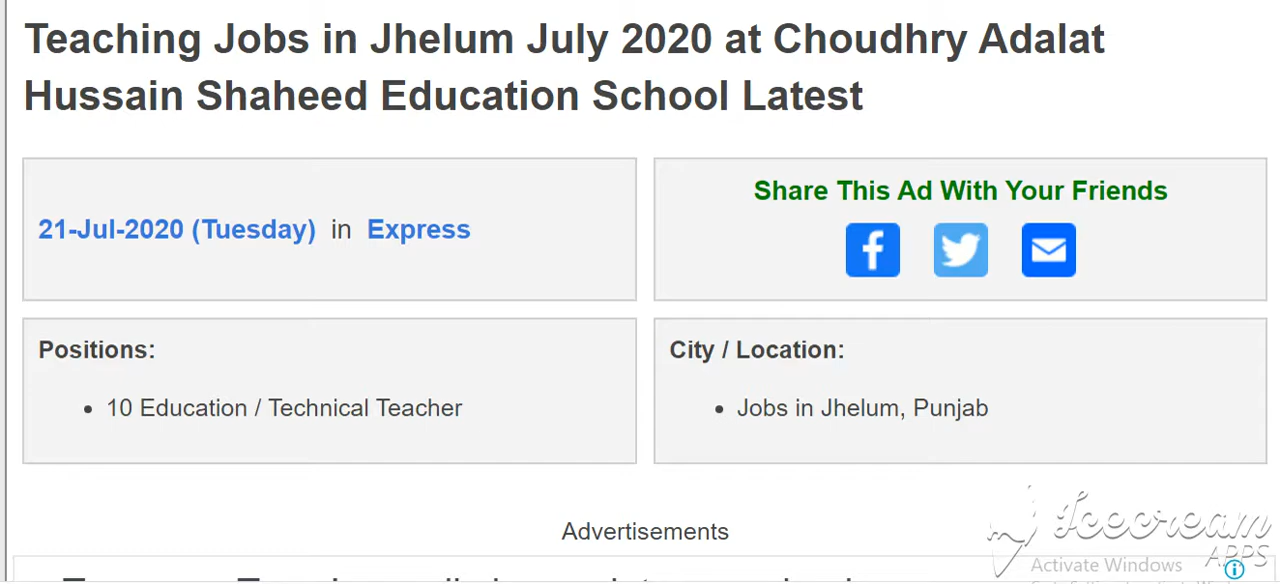 Teaching Jobs in Jhelum July 2020 at Choudhry Adalat
Hussain Shaheed Education School Latest
21-Jul-2020 (Tuesday) in Express
Share This Ad With Your Friends
Positions:
• 10 Education / Technical Teacher
City / Location:
• Jobs in Jhelum, Punjab
Advertisements
Icecream
APPS
Activate Windows